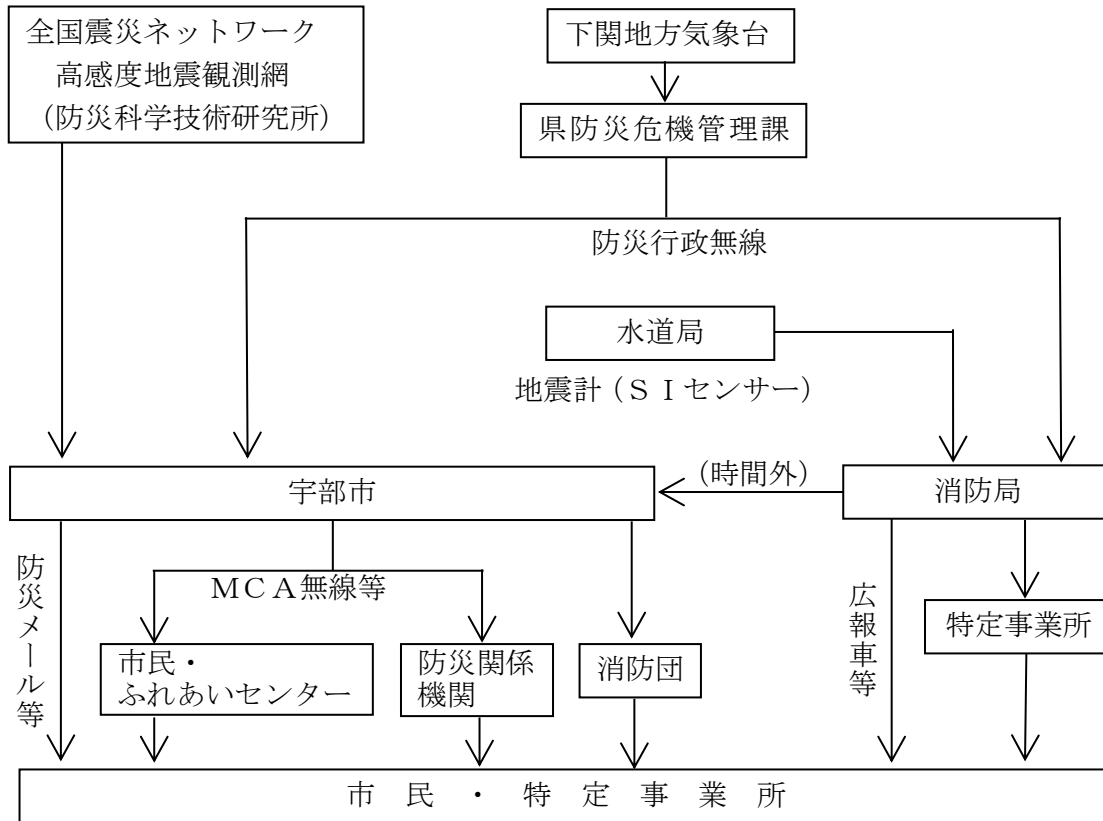 全国震災ネットワーク
高感度地震観測網
（防災科学技術研究所）
下関地方気象台
県防災危機管理課
防災行政無線
水道局
地震計（ＳＩセンサー）
宇部市
（時間外）
消防局
防災メール等
ＭＣＡ無線等
広報車等
特定事業所
市民・
ふれあいセンター
防災関係
機関
消防団
市民・特定事業所